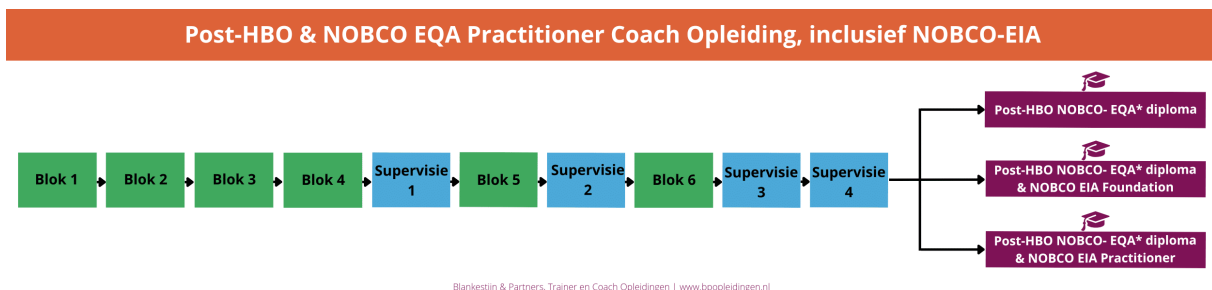 Post-HBO & NOBCO EQA Practitioner Coach Opleiding, inclusief NOBCO-EIA
Blok 1
Blok 2
Blok 3
Blok 4
Supervisie
1
Blok 5
Supervisie
2
Blok 6
Supervisie
3
Supervisie
4
Post-HBO NOBCO- EQA* diploma
Post-HBO NOBCO- EQA* diploma
& NOBCO EIA Foundation
Post-HBO NOBCO- EQA* diploma
& NOBCO EIA Practitioner
Blankestijn & Partners, Trainer en Coach Opleidingen | www.bpopleidingen.nl